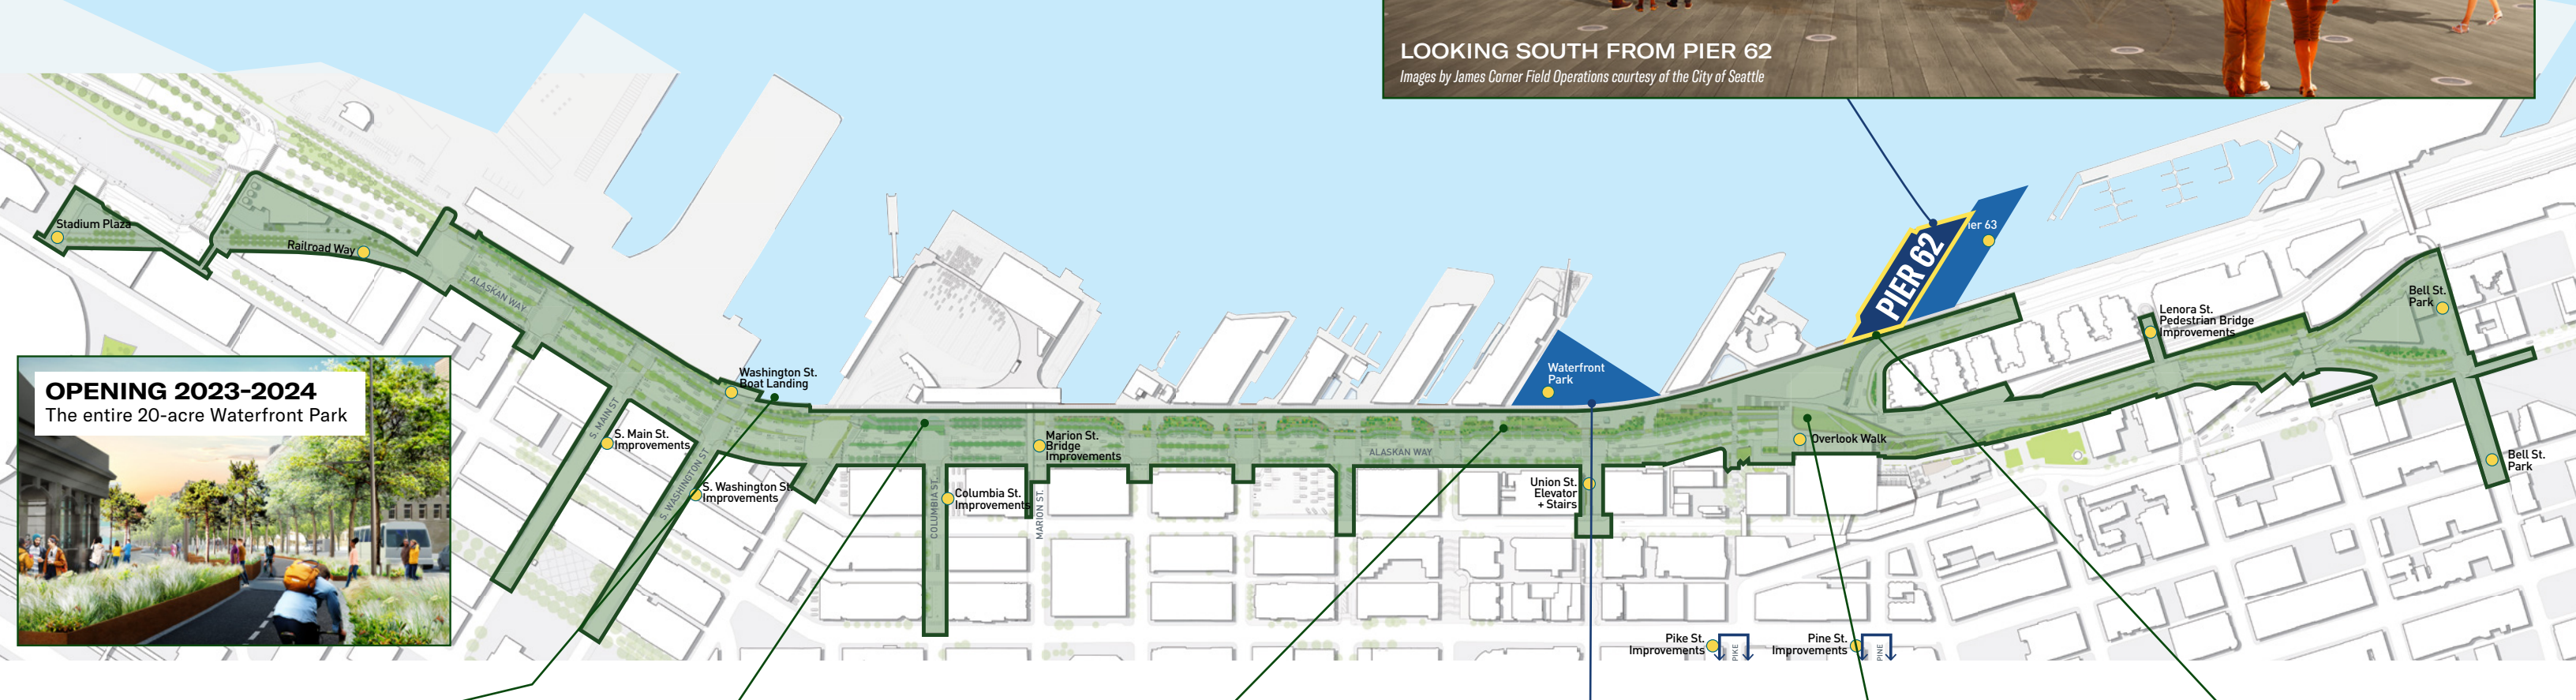 LOOKING SOUTH FROM PIER 62
Images by James Corner Field Operations courtesy of the City of Seattle
Stadium Plaza
Railroad Way
ALASKAN WAY
OPENING 2023-2024
The entire 20-acre Waterfront Park
S. MAIN ST
S. Main St.
Improvements
S. WASHINGTON ST
S. Washington St.
Improvements
Washington St.
Boat Landing
COLUMBIA ST.
Columbia St.
Improvements
MARION ST.
Marion St.
Bridge
Improvements
ALASKAN WAY
Waterfront
Park
Union St.
Elevator
+ Stairs
PIER 62
ier 63
Overlook Walk
Lenora St.
Pedestrian Bridge
Improvements
Bell St.
Park
Bell St.
Park
Pike St.
Improvements
PIKE
Pine St.
Improvements
PINE